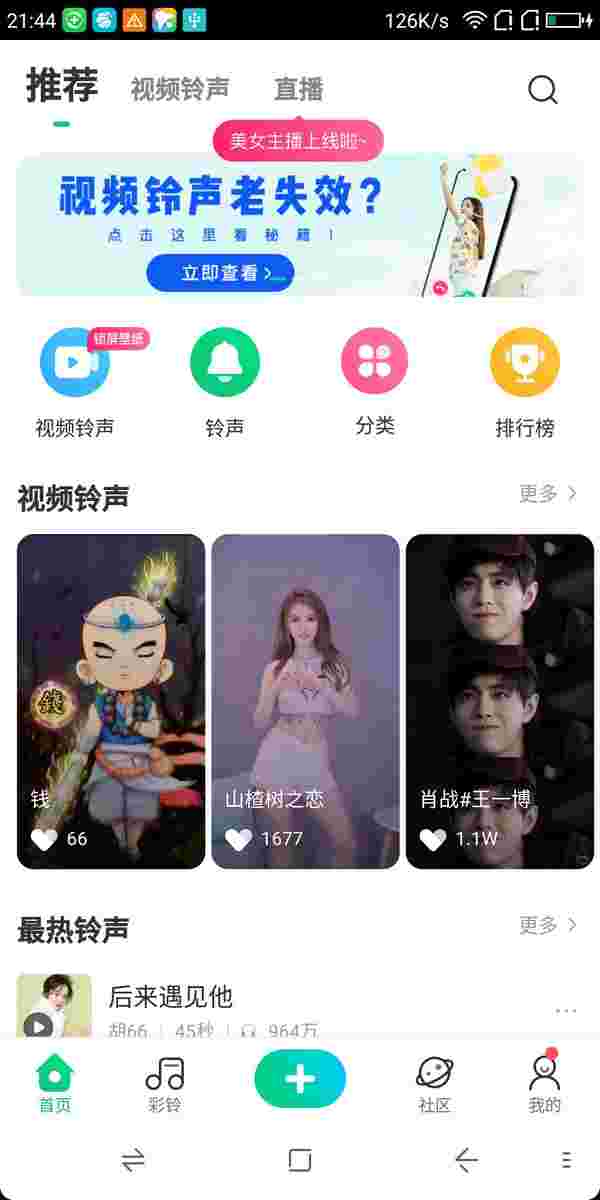 21:44 126K/s
推荐 视频铃声 直播
美女主播上线啦~
视频铃声老失效?
点击这里看秘籍!
立即查看>
锁屏壁纸
视频铃声 铃声 分类 排行榜
视频铃声 更多 >
钱
钱 山楂树之恋 肖战#王一博
66 1677 1.1W
最热铃声 更多 >
后来遇见他
胡66 | 45秒 | 964万
首页 彩铃 社区 我的